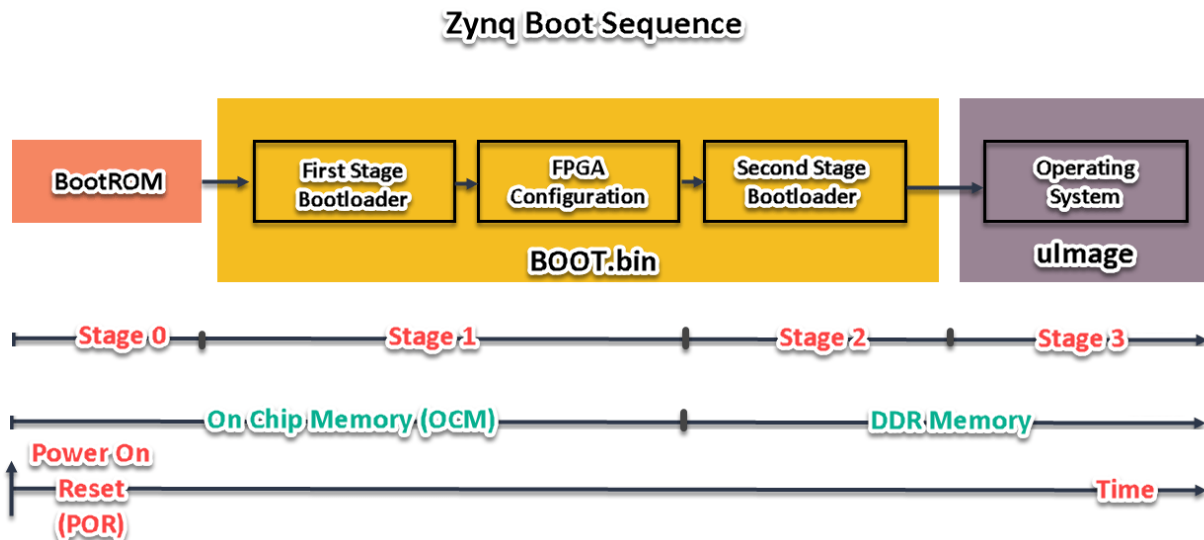 Zynq Boot Sequence
BootROM
First Stage
Bootloader
FPGA
Configuration
Second Stage
Bootloader
Operating
System
BOOT.bin
uImage
Stage 0
Stage 1
Stage 2
Stage 3
On Chip Memory (OCM)
DDR Memory
Power On
Reset
(POR)
Time